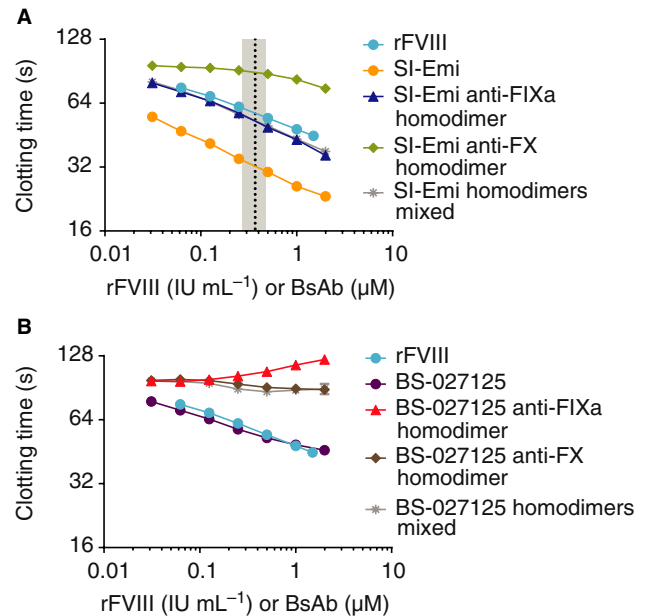 A
Clotting time (s)
128
64
32
16
0.01
0.1
1
10
rFVIII (IU mL⁻¹) or BsAb (µM)
rFVIII
SI-Emi
SI-Emi anti-FIXa
homodimer
SI-Emi anti-FX
homodimer
SI-Emi homodimers
mixed
B
Clotting time (s)
128
64
32
16
0.01
0.1
1
10
rFVIII (IU mL⁻¹) or BsAb (µM)
rFVIII
BS-027125
BS-027125 anti-FIXa
homodimer
BS-027125 anti-FX
homodimer
BS-027125 homodimers
mixed